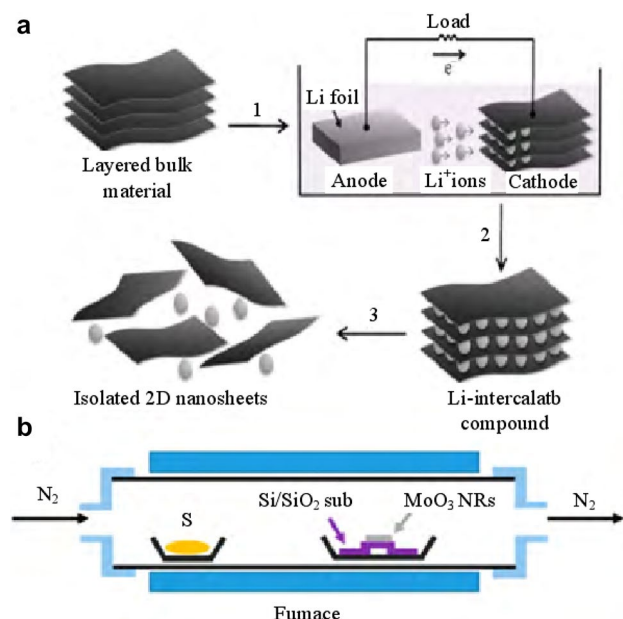 a
Load
e
Li foil
1
Layered bulk
material
Anode
Li+ions
Cathode
2
3
Isolated 2D nanosheets
Li-intercalatb
compound
b
N2
S
Si/SiO2 sub
MoO3 NRs
N2
Fumace